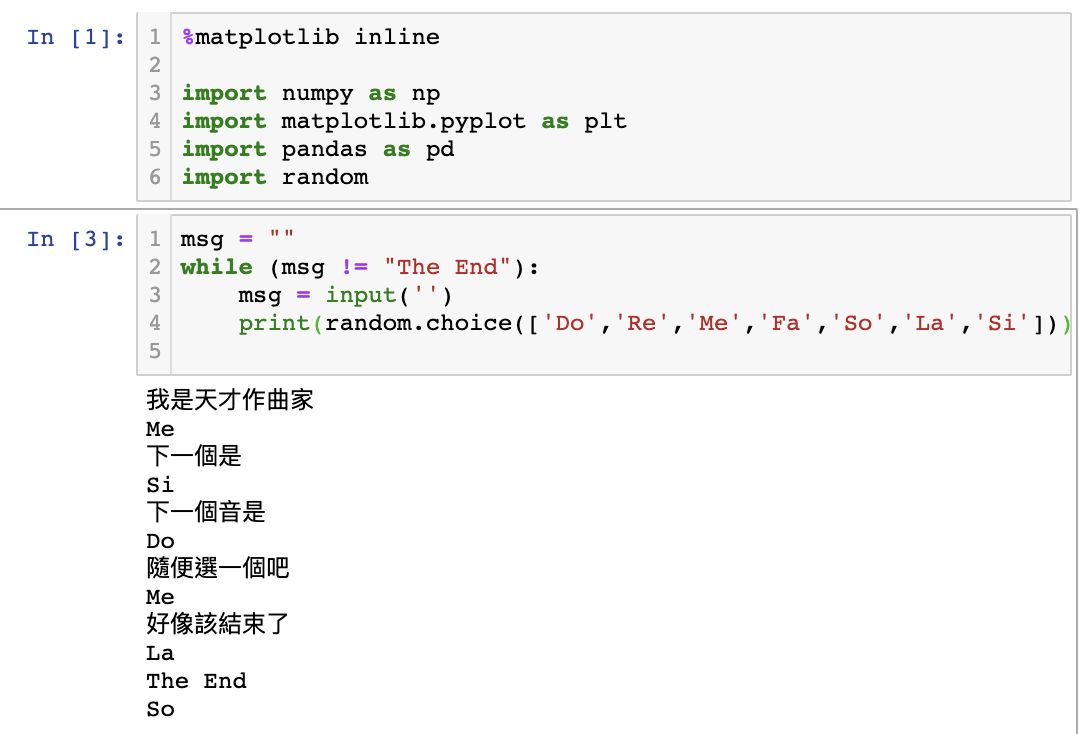 In [1]:
1 %matplotlib inline
2
3 import numpy as np
4 import matplotlib.pyplot as plt
5 import pandas as pd
6 import random
In [3]:
1 msg = ""
2 while (msg != "The End"):
3     msg = input('')
4     print(random.choice(['Do','Re','Me','Fa','So','La','Si']))
5
我是天才作曲家
Me
下一個是
Si
下一個音是
Do
隨便選一個吧
Me
好像該結束了
La
The End
So